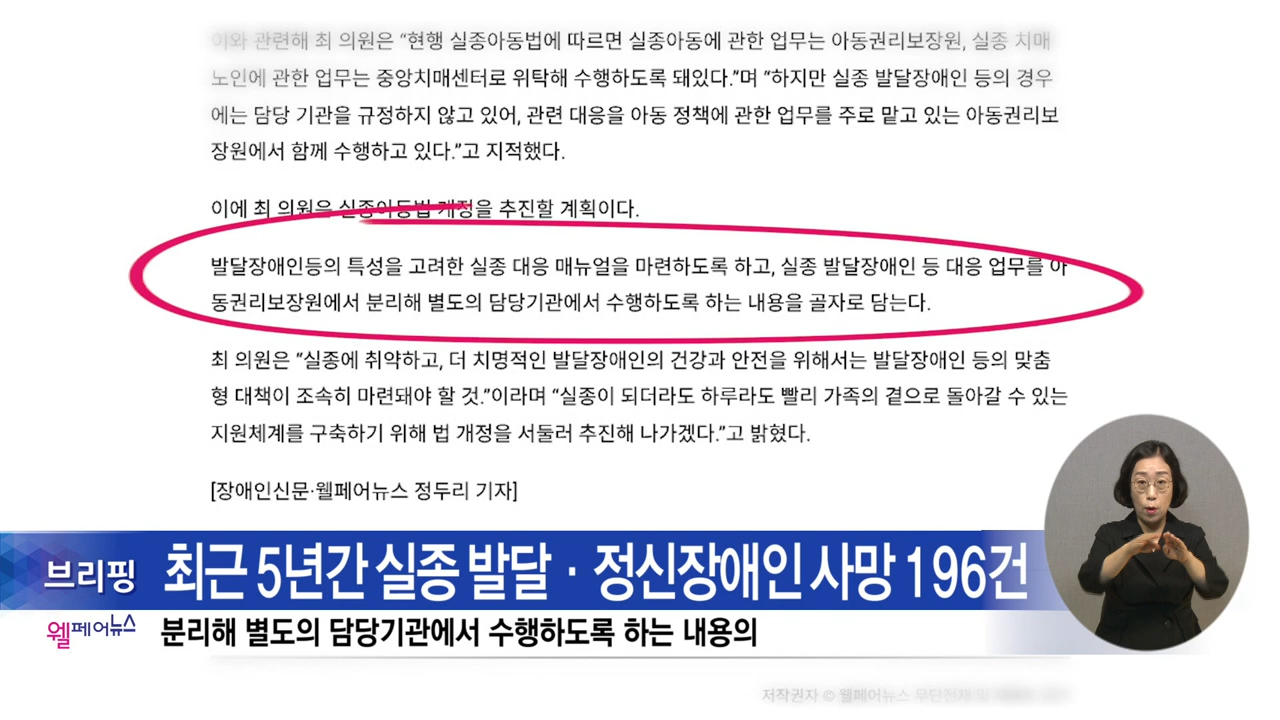 이와 관련해 최 의원은 “현행 실종아동법에 따르면 실종아동에 관한 업무는 아동권리보장원, 실종 치매
노인에 관한 업무는 중앙치매센터로 위탁해 수행하도록 돼있다.”며 “하지만 실종 발달장애인 등의 경우
에는 담당 기관을 규정하지 않고 있어, 관련 대응을 아동 정책에 관한 업무를 주로 맡고 있는 아동권리보
장원에서 함께 수행하고 있다.”고 지적했다.
이에 최 의원은 실종아동법 개정을 추진할 계획이다.
발달장애인등의 특성을 고려한 실종 대응 매뉴얼을 마련하도록 하고, 실종 발달장애인 등 대응 업무를 아
동권리보장원에서 분리해 별도의 담당기관에서 수행하도록 하는 내용을 골자로 담는다.
최 의원은 “실종에 취약하고, 더 치명적인 발달장애인의 건강과 안전을 위해서는 발달장애인 등의 맞춤
형 대책이 조속히 마련돼야 할 것.”이라며 “실종이 되더라도 하루라도 빨리 가족의 곁으로 돌아갈 수 있는
지원체계를 구축하기 위해 법 개정을 서둘러 추진해 나가겠다.”고 밝혔다.
[장애인신문·웰페어뉴스 정두리 기자]
브리핑 최근 5년간 실종 발달 · 정신장애인 사망 196건
웰페어뉴스 분리해 별도의 담당기관에서 수행하도록 하는 내용의
저작권자 © 웰페어뉴스 무단전재 및